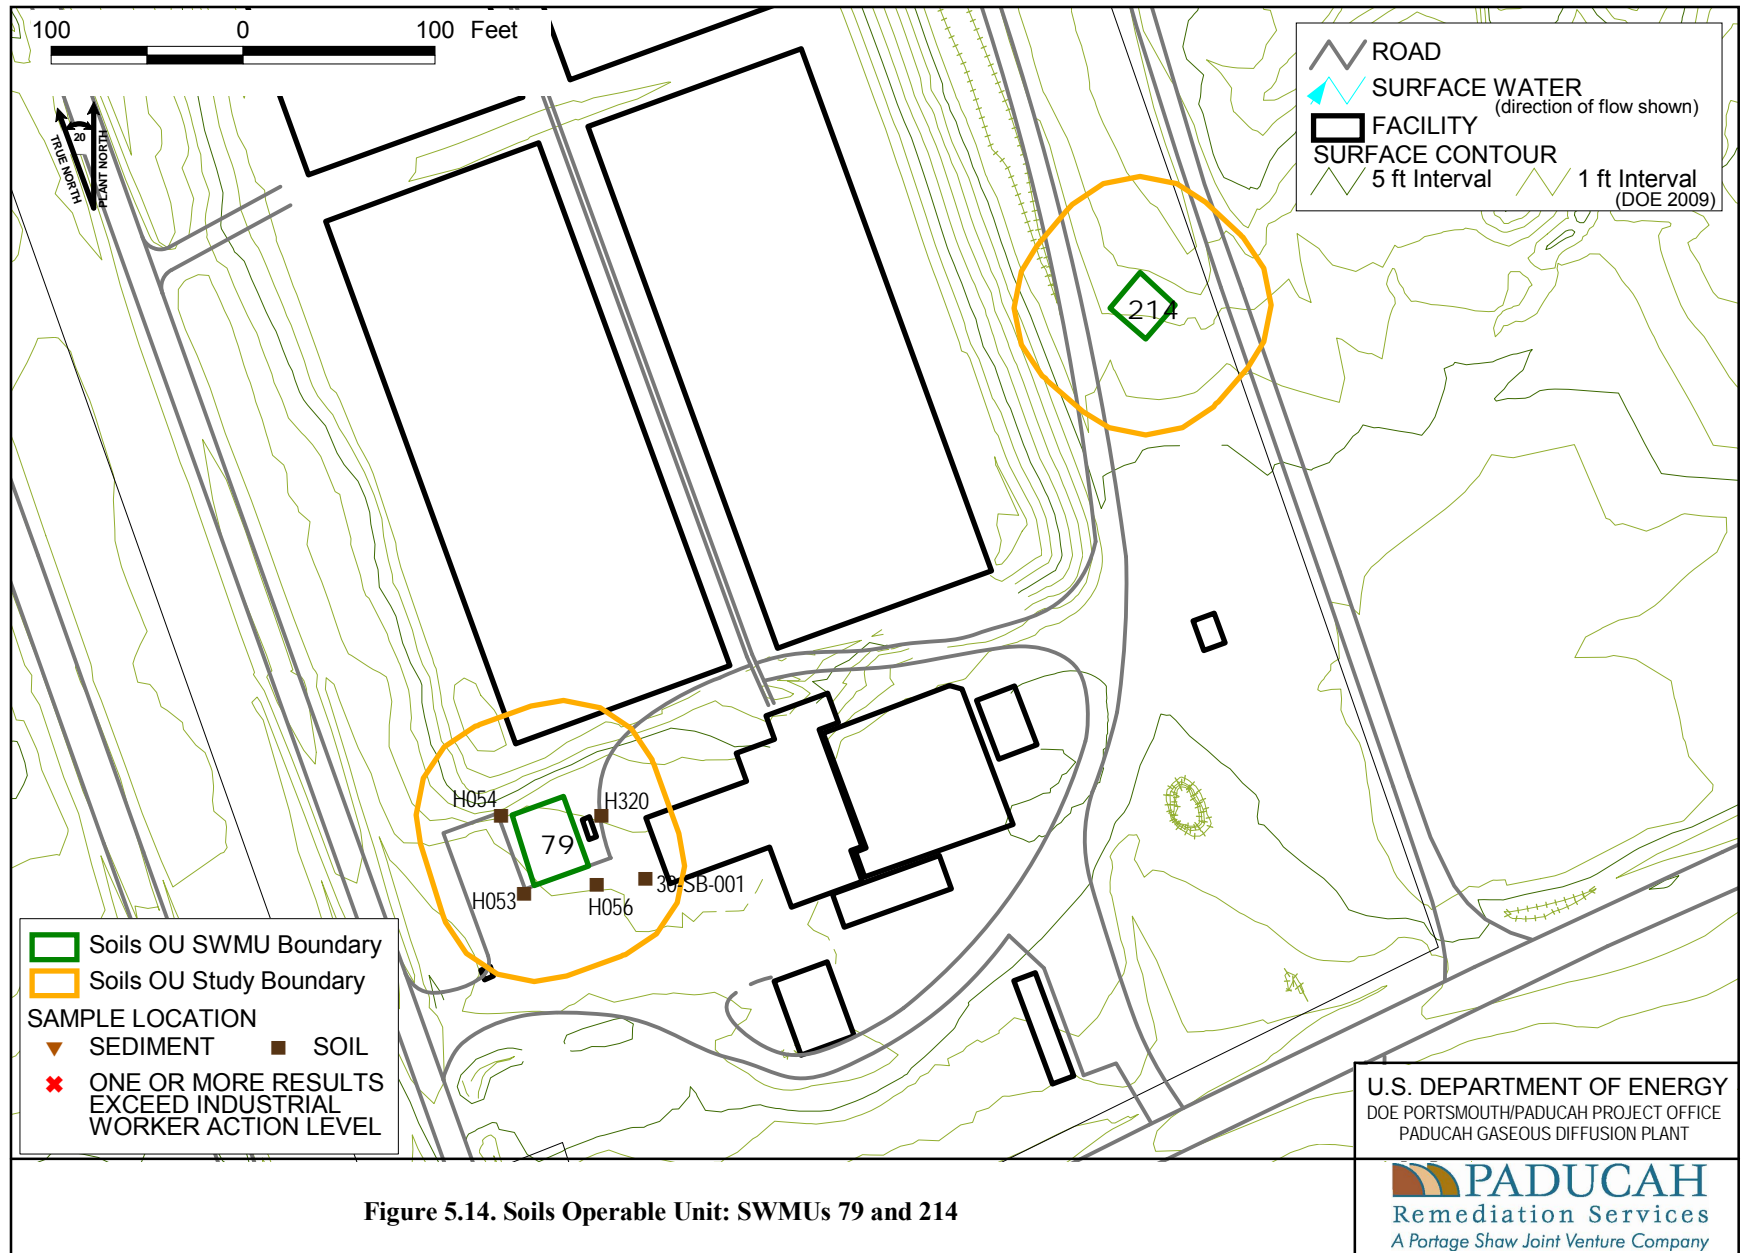 100 0 100 Feet
ROAD
SURFACE WATER
(direction of flow shown)
FACILITY
SURFACE CONTOUR
5 ft Interval 1 ft Interval
(DOE 2009)
20
TRUE NORTH
PLANT NORTH
214
H054
H320
79
30-SB-001
H053
H056
Soils OU SWMU Boundary
Soils OU Study Boundary
SAMPLE LOCATION
SEDIMENT SOIL
ONE OR MORE RESULTS
EXCEED INDUSTRIAL
WORKER ACTION LEVEL
U.S. DEPARTMENT OF ENERGY
DOE PORTSMOUTH/PADUCAH PROJECT OFFICE
PADUCAH GASEOUS DIFFUSION PLANT
PADUCAH
Remediation Services
A Portage Shaw Joint Venture Company
Figure 5.14. Soils Operable Unit: SWMUs 79 and 214